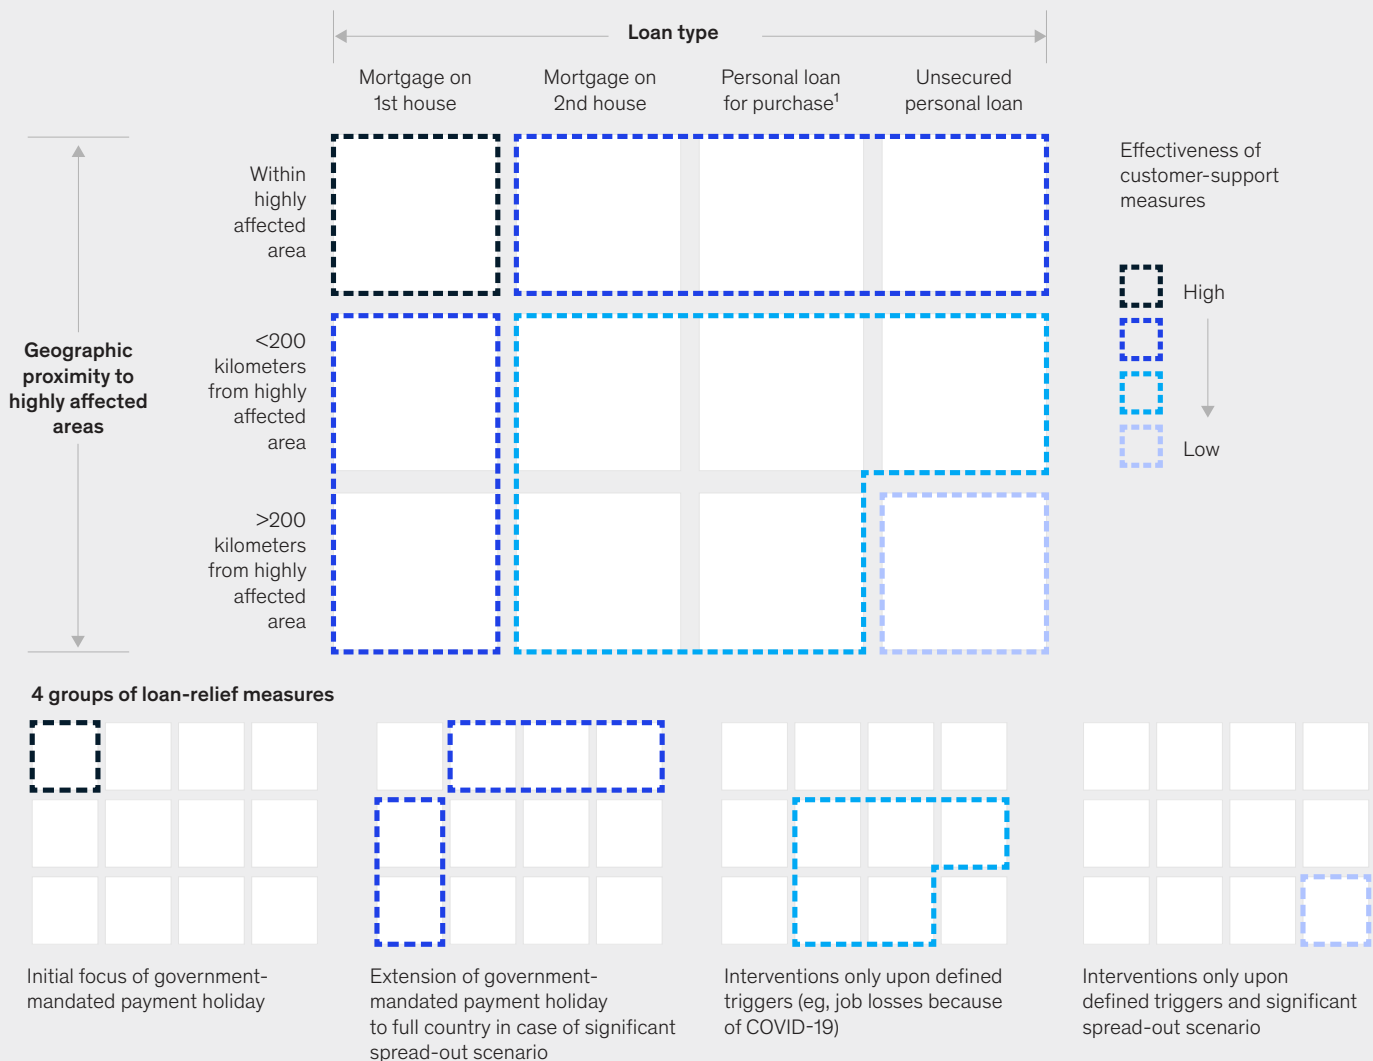 Loan type
Mortgage on
1st house
Mortgage on
2nd house
Personal loan
for purchase¹
Unsecured
personal loan
Effectiveness of
customer-support
measures
High
Low
Geographic
proximity to
highly affected
areas
Within
highly
affected
area
<200
kilometers
from highly
affected
area
>200
kilometers
from highly
affected
area
4 groups of loan-relief measures
Initial focus of government-
mandated payment holiday
Extension of government-
mandated payment holiday
to full country in case of significant
spread-out scenario
Interventions only upon defined
triggers (eg, job losses because
of COVID-19)
Interventions only upon
defined triggers and significant
spread-out scenario